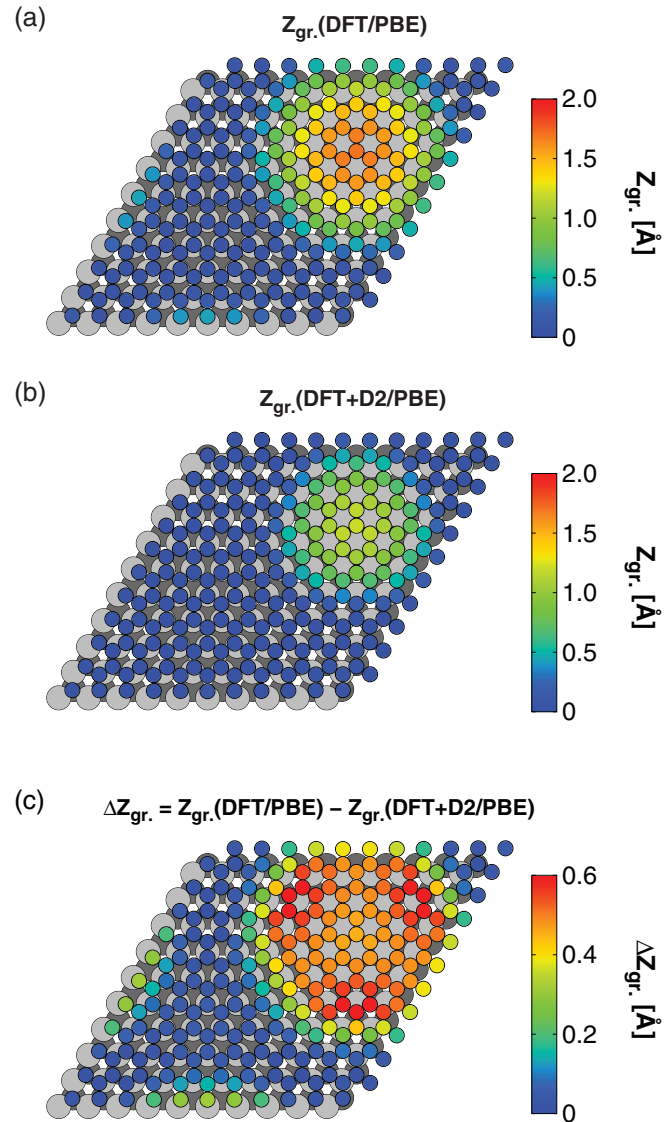 (a)
Zgr.(DFT/PBE)
2.0
1.5
1.0
0.5
0
Zgr. [Å]
(b)
Zgr.(DFT+D2/PBE)
2.0
1.5
1.0
0.5
0
Zgr. [Å]
(c)
ΔZgr. = Zgr.(DFT/PBE) − Zgr.(DFT+D2/PBE)
0.6
0.4
0.2
0
ΔZgr. [Å]